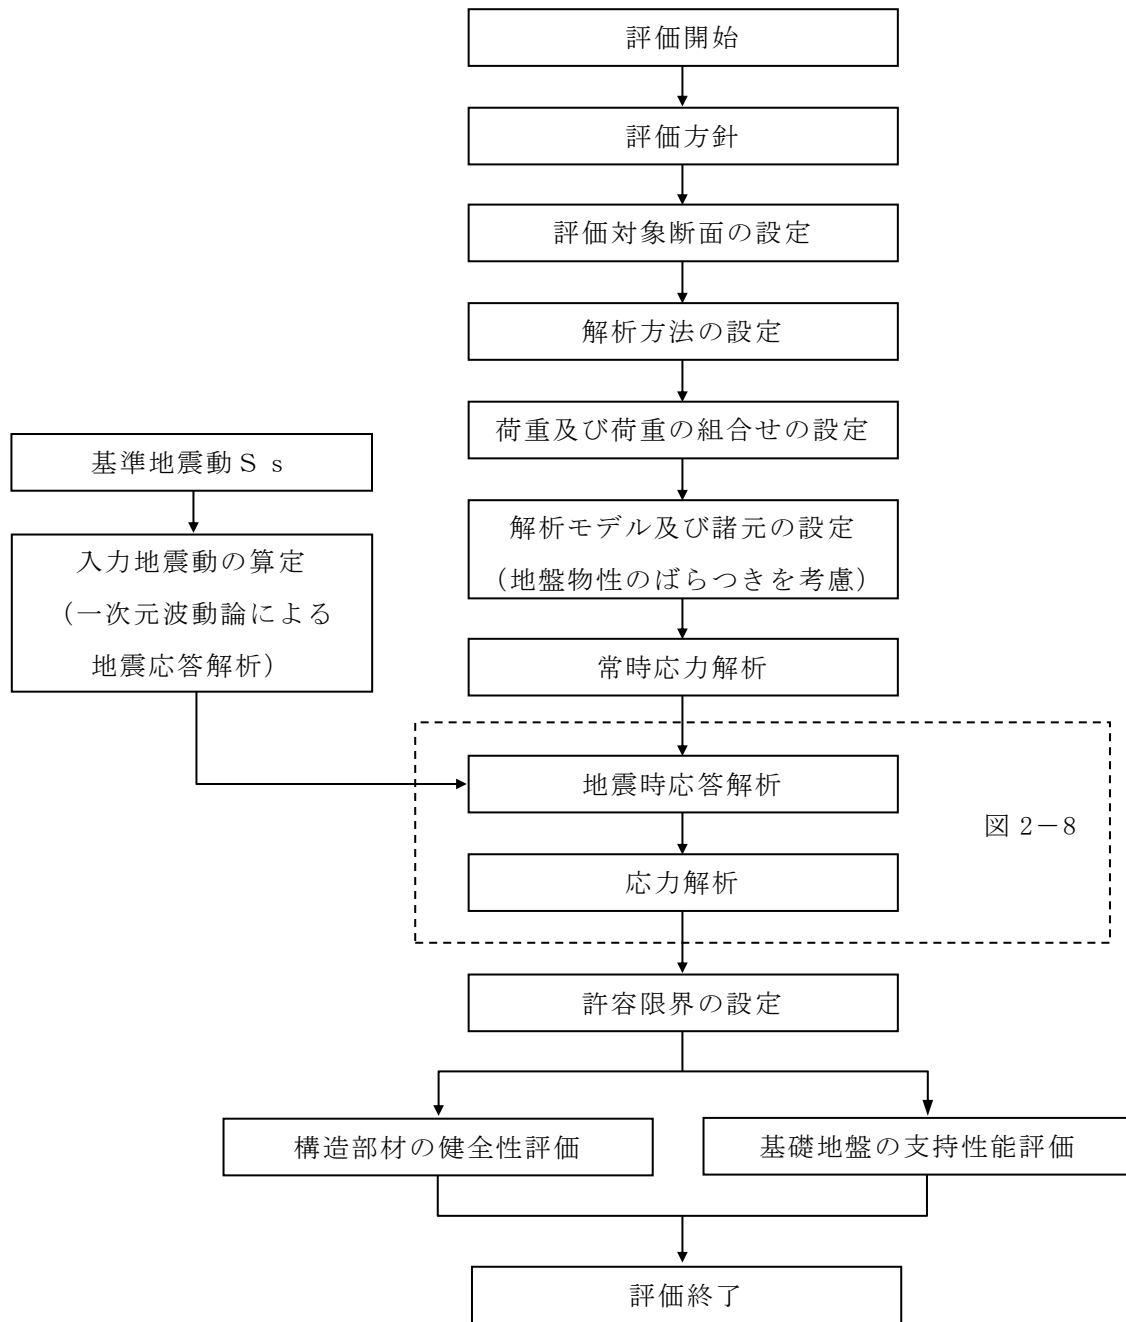 評価開始
評価方針
評価対象断面の設定
解析方法の設定
荷重及び荷重の組合せの設定
基準地震動Ｓｓ
入力地震動の算定
（一次元波動論による
地震応答解析）
解析モデル及び諸元の設定
（地盤物性のばらつきを考慮）
常時応力解析
地震時応答解析
図 2－8
応力解析
許容限界の設定
構造部材の健全性評価
基礎地盤の支持性能評価
評価終了